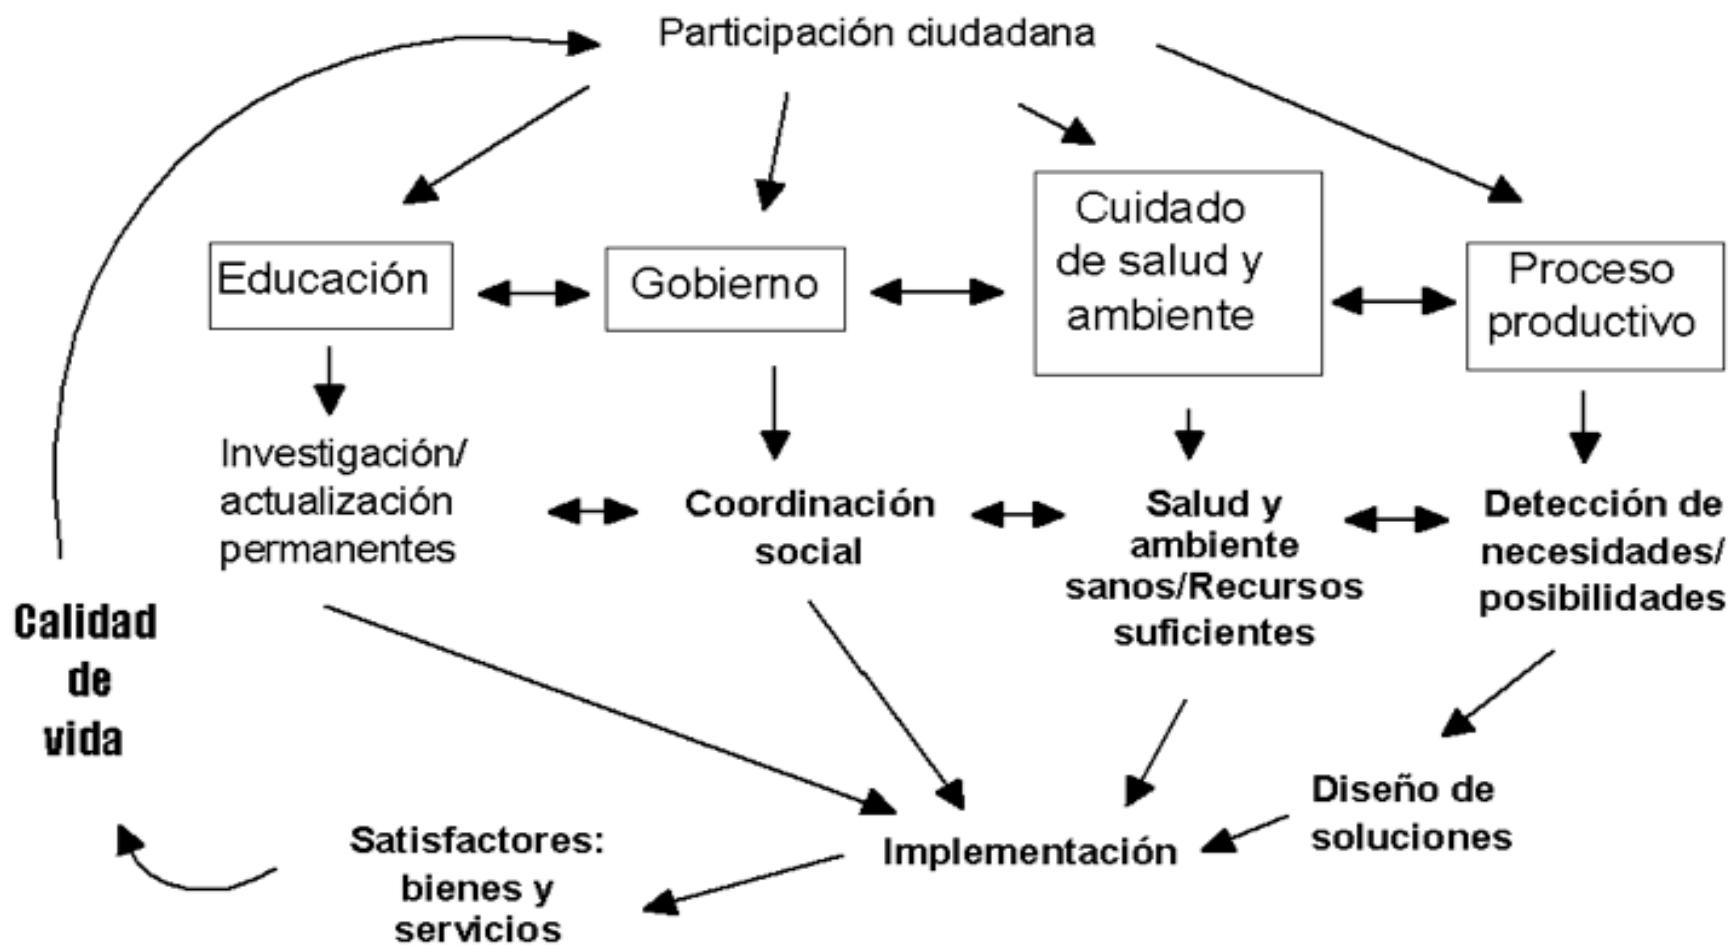 Participación ciudadana
Educación
Gobierno
Cuidado
de salud y
ambiente
Proceso
productivo
Investigación/
actualización
permanentes
Coordinación
social
Salud y
ambiente
sanos/Recursos
suficientes
Detección de
necesidades/
posibilidades
Calidad
de
vida
Satisfactores:
bienes y
servicios
Implementación
Diseño de
soluciones